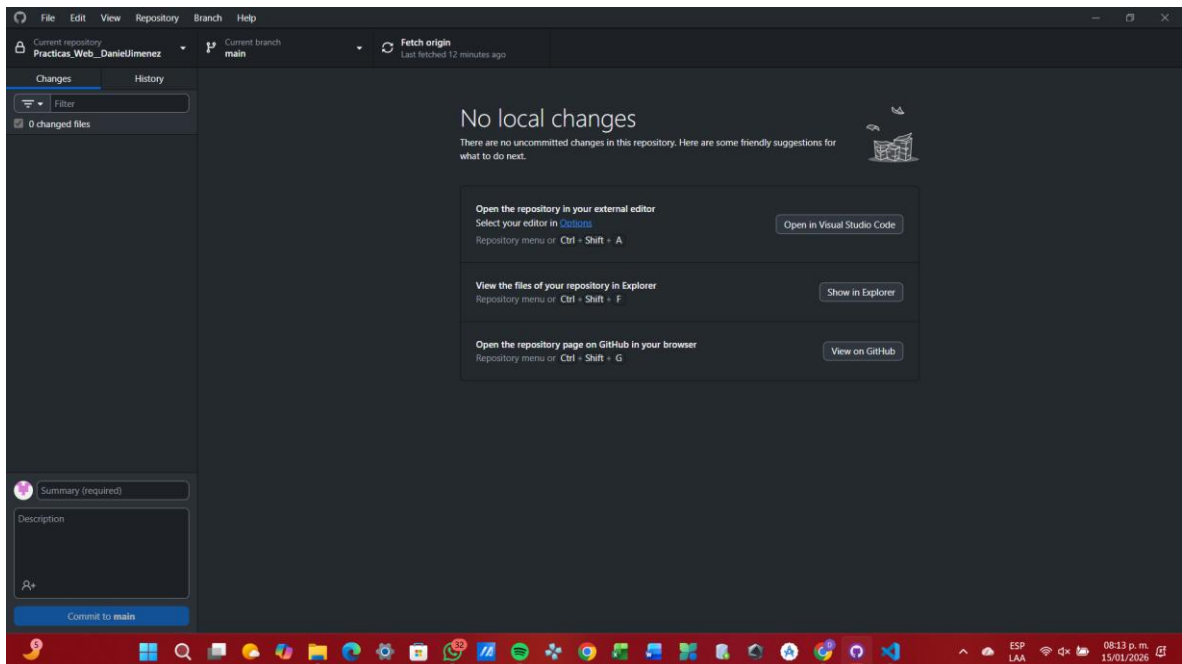 File Edit View Repository Branch Help
Current repository
Practicas_Web__DanielJimenez
Current branch
main
Fetch origin
Last fetched 12 minutes ago
Changes History
Filter
0 changed files
No local changes
There are no uncommitted changes in this repository. Here are some friendly suggestions for
what to do next.
Open the repository in your external editor
Select your editor in Options
Repository menu or Ctrl + Shift + A
Open in Visual Studio Code
View the files of your repository in Explorer
Repository menu or Ctrl + Shift + F
Show in Explorer
Open the repository page on GitHub in your browser
Repository menu or Ctrl + Shift + G
View on GitHub
Summary (required)
Description
Commit to main
5
32
ESP
LAA
08:13 p. m.
15/01/2026